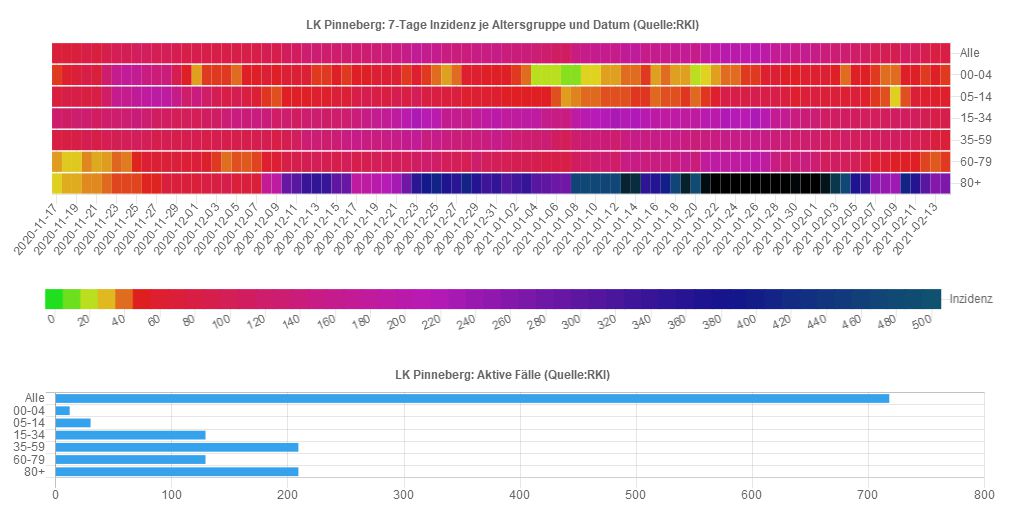 LK Pinneberg: 7-Tage Inzidenz je Altersgruppe und Datum (Quelle:RKI)
Alle
00-04
05-14
15-34
35-59
60-79
80+
2020-11-17 2020-11-19 2020-11-21 2020-11-23 2020-11-25 2020-11-27 2020-11-29 2020-12-01 2020-12-03 2020-12-05 2020-12-07 2020-12-09 2020-12-11 2020-12-13 2020-12-15 2020-12-17 2020-12-19 2020-12-21 2020-12-23 2020-12-25 2020-12-27 2020-12-29 2020-12-31 2021-01-02 2021-01-04 2021-01-06 2021-01-08 2021-01-10 2021-01-12 2021-01-14 2021-01-16 2021-01-18 2021-01-20 2021-01-22 2021-01-24 2021-01-26 2021-01-28 2021-01-30 2021-02-01 2021-02-03 2021-02-05 2021-02-07 2021-02-09 2021-02-11 2021-02-13
Inzidenz
0 20 40 60 80 100 120 140 160 180 200 220 240 260 280 300 320 340 360 380 400 420 440 460 480 500
LK Pinneberg: Aktive Fälle (Quelle:RKI)
Alle
00-04
05-14
15-34
35-59
60-79
80+
0 100 200 300 400 500 600 700 800